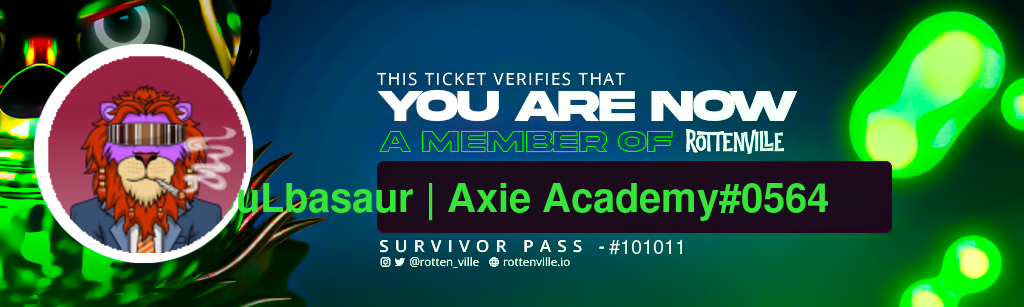 THIS TICKET VERIFIES THAT
YOU ARE NOW
A MEMBER OF ROTTENVILLE
uLbasaur | Axie Academy#0564
SURVIVOR PASS - #101011
@rotten_ville rottenville.io